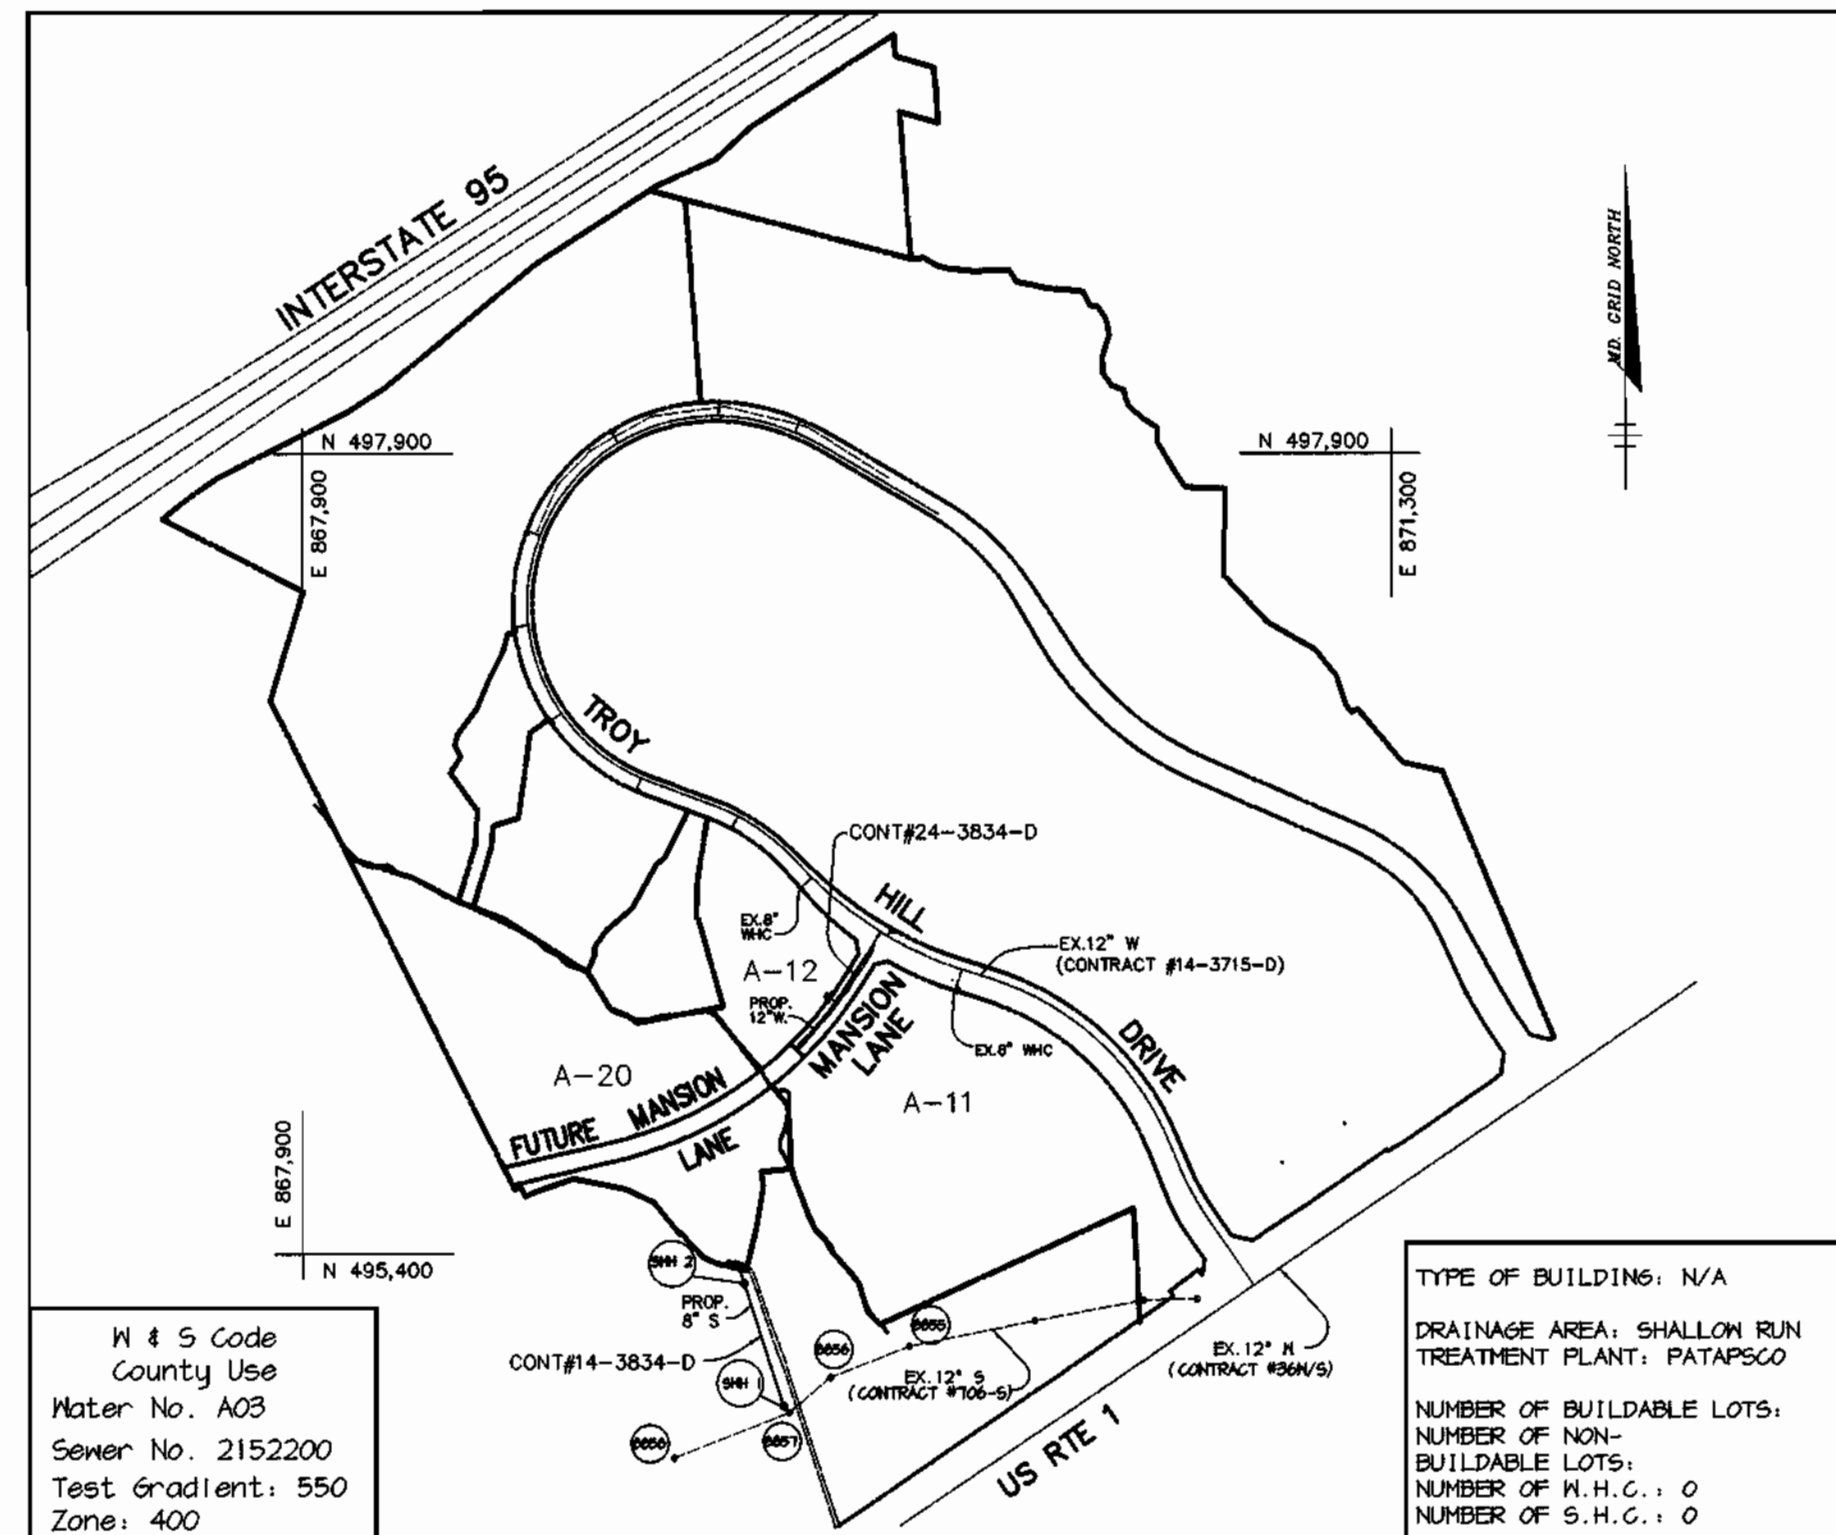 INTERSTATE 95
MD. GRID NORTH
N 497,900
E 867,900
N 497,900
E 871,300
TROY
HILL
DRIVE
CONT#24-3834-D
EX.8"
WHC
A-12
PROP.
12"W.
EX.12" W
(CONTRACT #14-3715-D)
EX.8" WHC
MANSION
LANE
A-20
A-11
FUTURE MANSION
LANE
E 867,900
N 495,400
SMH 2
PROP.
8" S
CONT#14-3834-D
SMH 1
EX. 12" S
(CONTRACT #706-S)
EX. 12" W
(CONTRACT #36W/S)
US RTE 1
W & S Code
County Use
Water No. A03
Sewer No. 2152200
Test Gradient: 550
Zone: 400
TYPE OF BUILDING: N/A
DRAINAGE AREA: SHALLOW RUN
TREATMENT PLANT: PATAPSCO
NUMBER OF BUILDABLE LOTS:
NUMBER OF NON-
BUILDABLE LOTS:
NUMBER OF W.H.C.: 0
NUMBER OF S.H.C.: 0